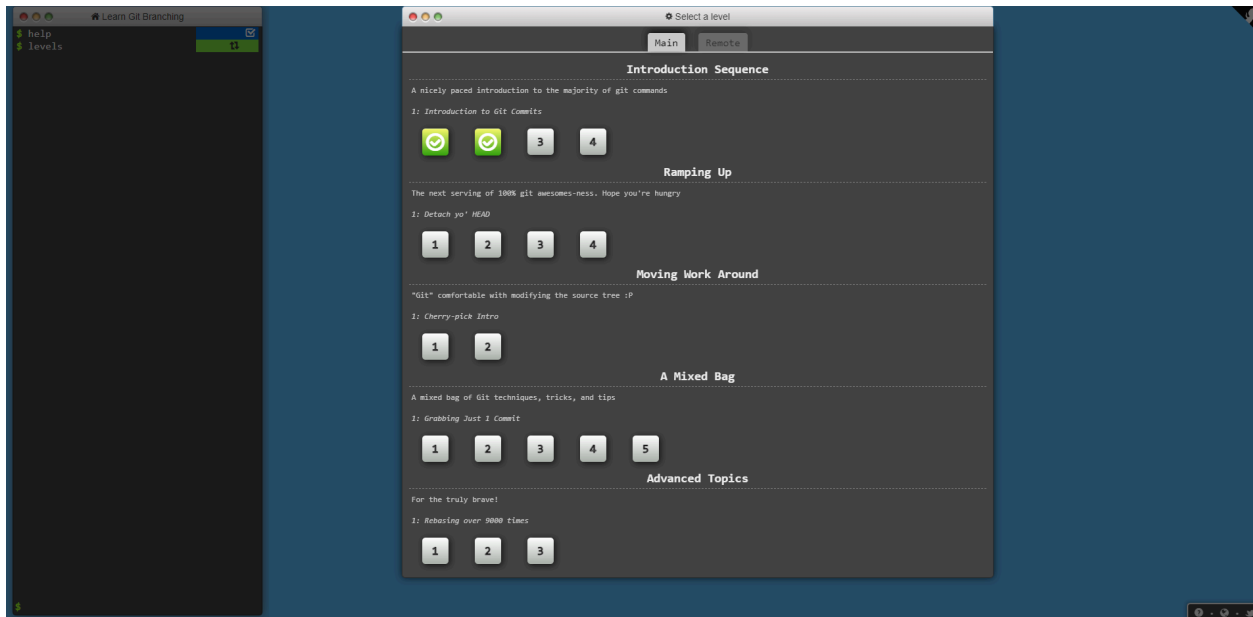 Learn Git Branching
$ help
$ levels
$
Select a level
Main Remote
Introduction Sequence
A nicely paced introduction to the majority of git commands
1: Introduction to Git Commits
3 4
Ramping Up
The next serving of 100% git awesomes-ness. Hope you're hungry
1: Detach yo' HEAD
1 2 3 4
Moving Work Around
"Git" comfortable with modifying the source tree :P
1: Cherry-pick Intro
1 2
A Mixed Bag
A mixed bag of Git techniques, tricks, and tips
1: Grabbing Just 1 Commit
1 2 3 4 5
Advanced Topics
For the truly brave!
1: Rebasing over 9000 times
1 2 3